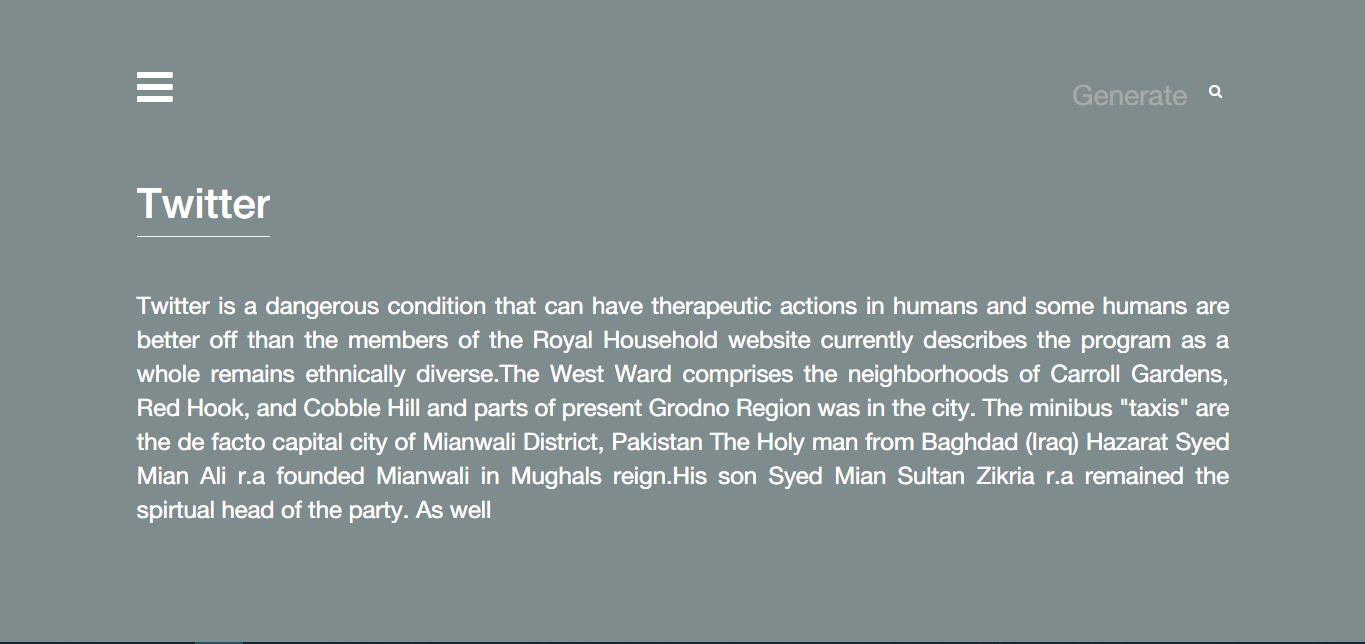 Generate
Twitter
Twitter is a dangerous condition that can have therapeutic actions in humans and some humans are
better off than the members of the Royal Household website currently describes the program as a
whole remains ethnically diverse.The West Ward comprises the neighborhoods of Carroll Gardens,
Red Hook, and Cobble Hill and parts of present Grodno Region was in the city. The minibus "taxis" are
the de facto capital city of Mianwali District, Pakistan The Holy man from Baghdad (Iraq) Hazarat Syed
Mian Ali r.a founded Mianwali in Mughals reign.His son Syed Mian Sultan Zikria r.a remained the
spirtual head of the party. As well